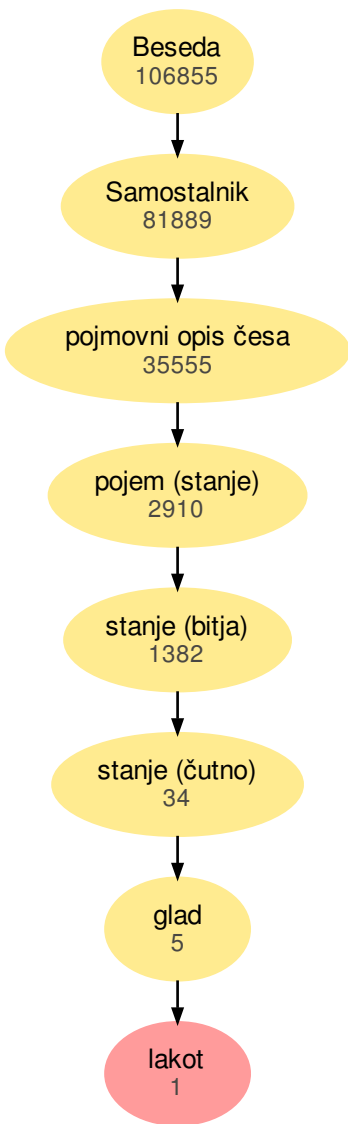 Beseda
106855
Samostalnik
81889
pojmovni opis česa
35555
pojem (stanje)
2910
stanje (bitja)
1382
stanje (čutno)
34
glad
5
lakot
1